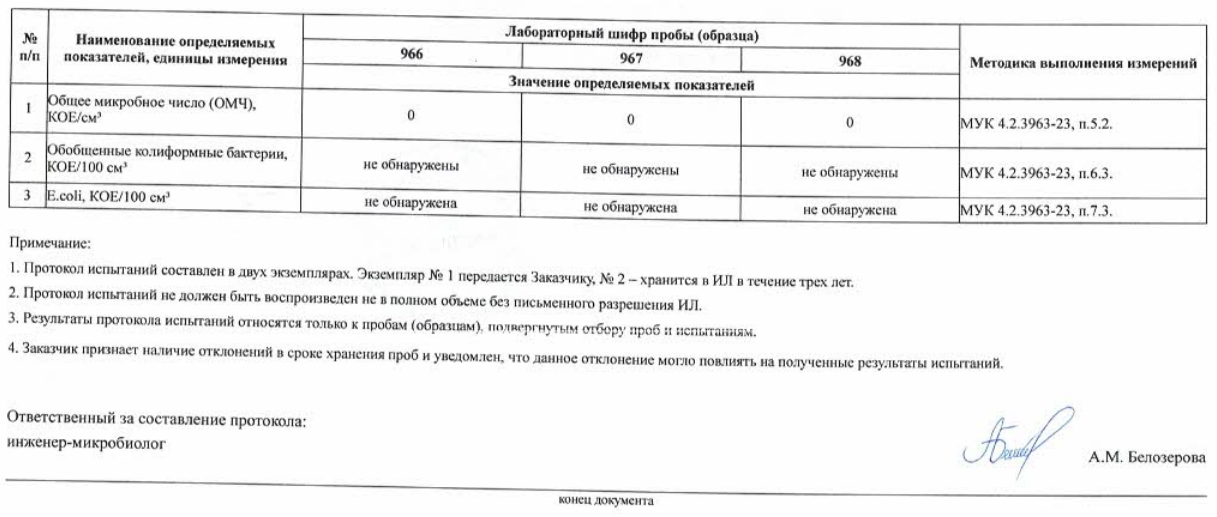 № п/п
Наименование определяемых показателей, единицы измерения
Лабораторный шифр пробы (образца)
Методика выполнения измерений
966
967
968
Значение определяемых показателей
1
Общее микробное число (ОМЧ), КОЕ/см³
0
0
0
МУК 4.2.3963-23, п.5.2.
2
Обобщенные колиформные бактерии, КОЕ/100 см³
не обнаружены
не обнаружены
не обнаружены
МУК 4.2.3963-23, п.6.3.
3
E.coli, КОЕ/100 см³
не обнаружена
не обнаружена
не обнаружена
МУК 4.2.3963-23, п.7.3.
Примечание:
1. Протокол испытаний составлен в двух экземплярах. Экземпляр № 1 передается Заказчику, № 2 – хранится в ИЛ в течение трех лет.
2. Протокол испытаний не должен быть воспроизведен не в полном объеме без письменного разрешения ИЛ.
3. Результаты протокола испытаний относятся только к пробам (образцам), подвергнутым отбору проб и испытаниям.
4. Заказчик признает наличие отклонений в сроке хранения проб и уведомлен, что данное отклонение могло повлиять на полученные результаты испытаний.
Ответственный за составление протокола:
инженер-микробиолог
А.М. Белозерова
конец документа